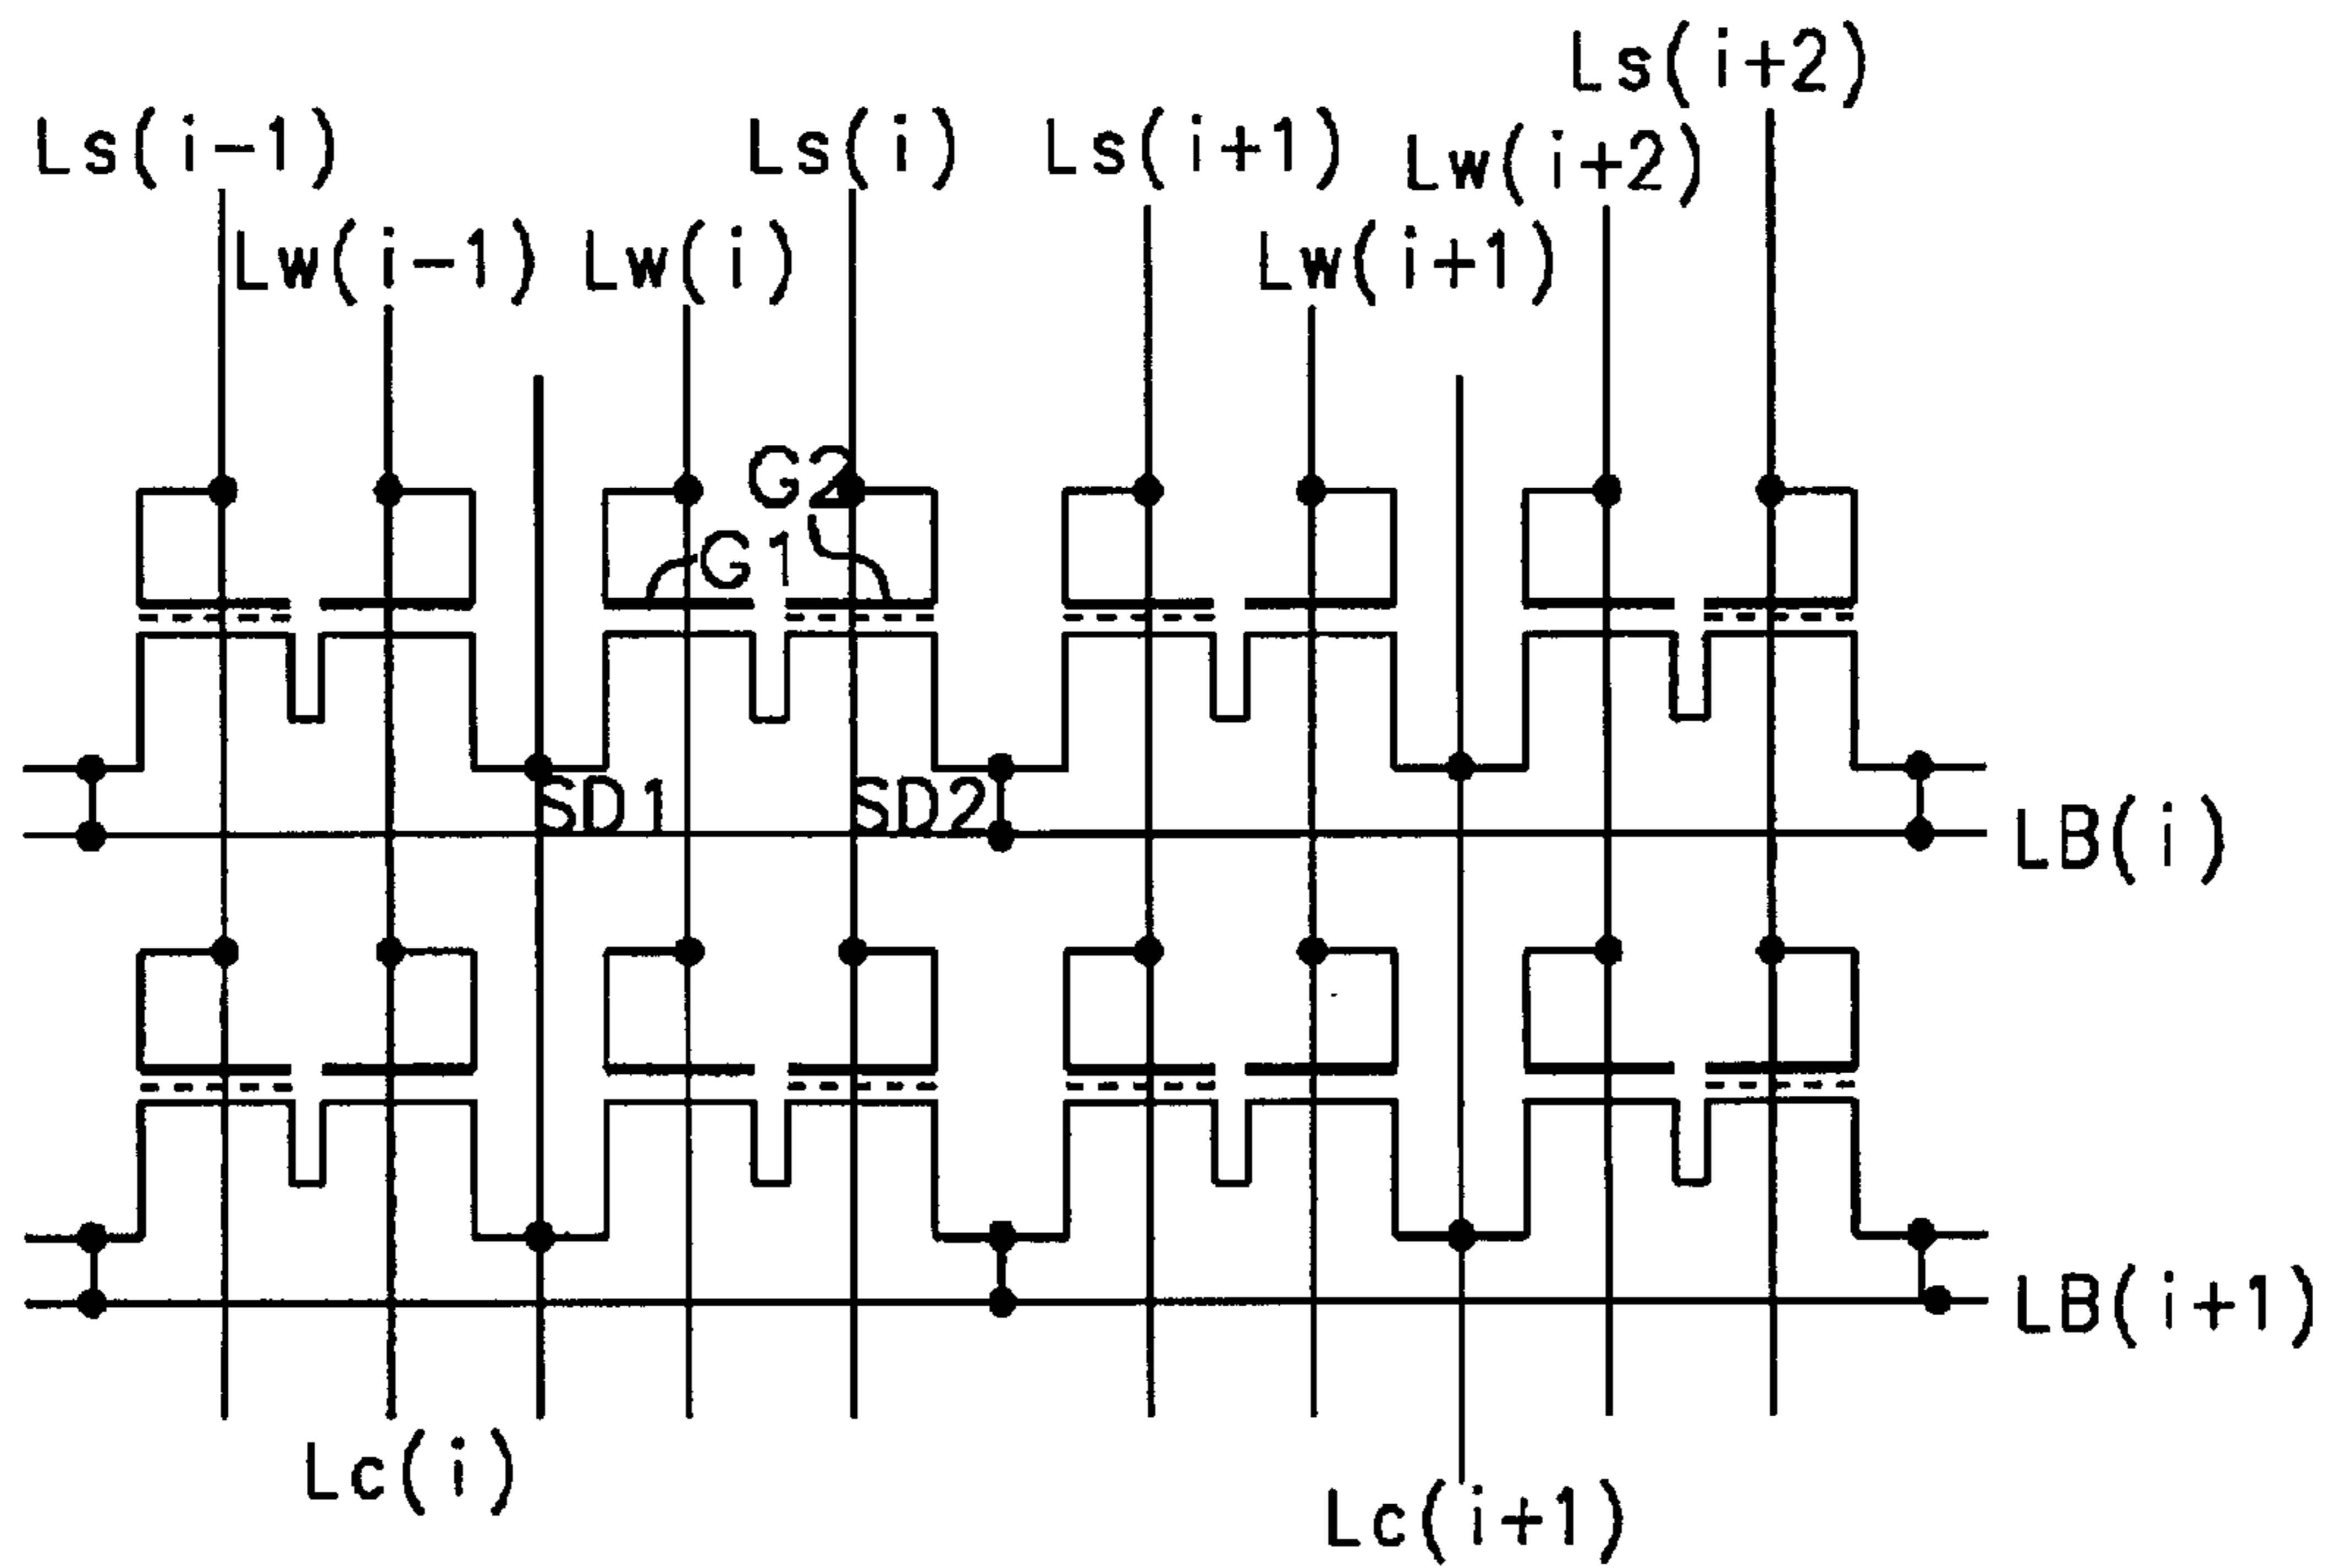 Ls(i+2)
Ls(i-1)
Ls(i)
Ls(i+1)
Lw(i+2)
Lw(i-1)
Lw(i)
Lw(i+1)
G2
G1
SD1
SD2
LB(i)
LB(i+1)
Lc(i)
Lc(i+1)